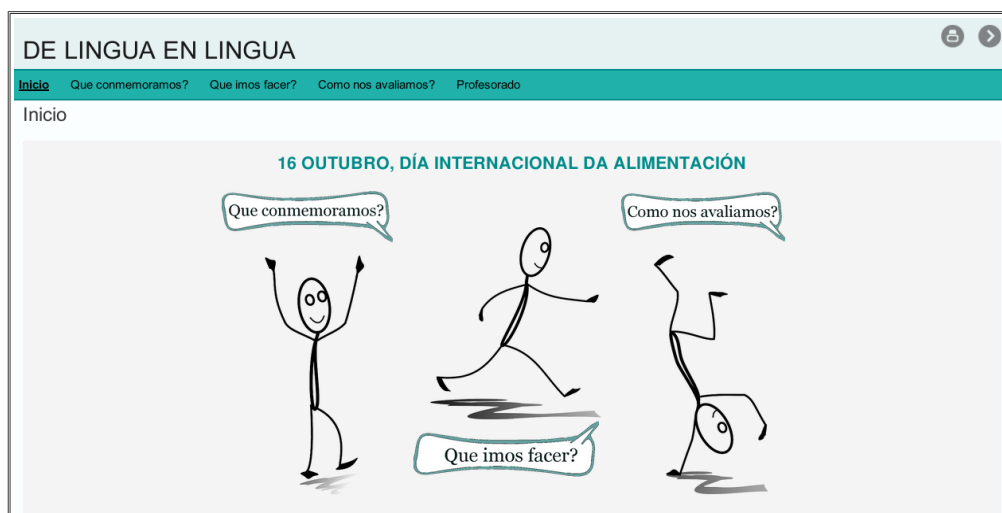 DE LINGUA EN LINGUA
Inicio Que conmemoramos? Que imos facer? Como nos avaliamos? Profesorado
Inicio
16 OUTUBRO, DÍA INTERNACIONAL DA ALIMENTACIÓN
Que conmemoramos?
Como nos avaliamos?
Que imos facer?